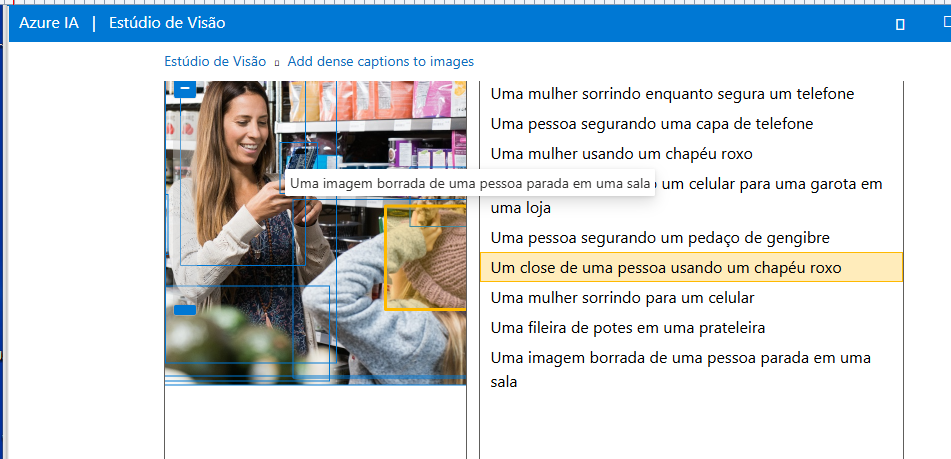 Azure IA | Estúdio de Visão
Estúdio de Visão Add dense captions to images
Uma mulher sorrindo enquanto segura um telefone
Uma pessoa segurando uma capa de telefone
Uma mulher usando um chapéu roxo
Uma imagem borrada de uma pessoa parada em uma sala
um celular para uma garota em
uma loja
Uma pessoa segurando um pedaço de gengibre
Um close de uma pessoa usando um chapéu roxo
Uma mulher sorrindo para um celular
Uma fileira de potes em uma prateleira
Uma imagem borrada de uma pessoa parada em uma
sala